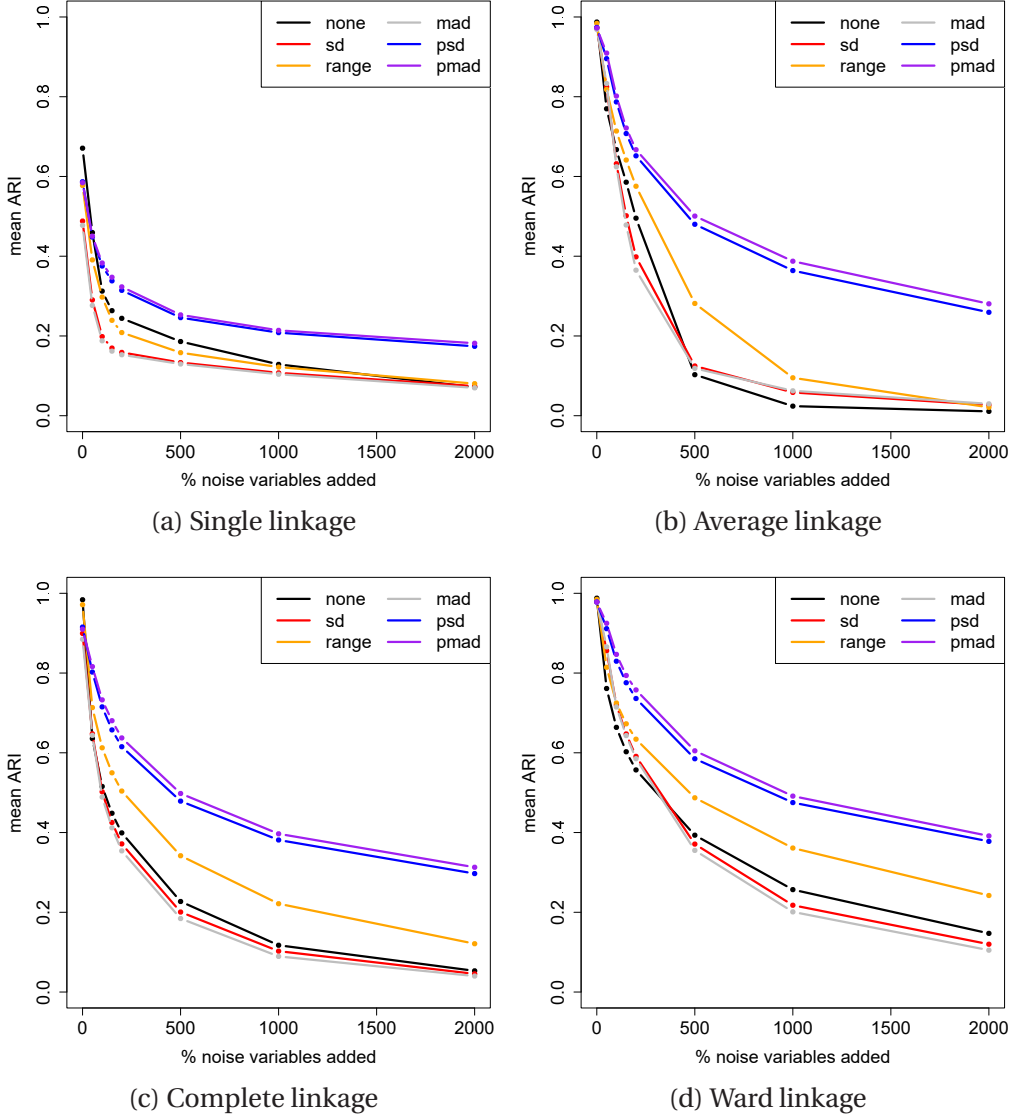 none mad
sd psd
range pmad
mean ARI
0.0 0.2 0.4 0.6 0.8 1.0
0 500 1000 1500 2000
% noise variables added
(a) Single linkage
none mad
sd psd
range pmad
mean ARI
0.0 0.2 0.4 0.6 0.8 1.0
0 500 1000 1500 2000
% noise variables added
(b) Average linkage
none mad
sd psd
range pmad
mean ARI
0.0 0.2 0.4 0.6 0.8 1.0
0 500 1000 1500 2000
% noise variables added
(c) Complete linkage
none mad
sd psd
range pmad
mean ARI
0.0 0.2 0.4 0.6 0.8 1.0
0 500 1000 1500 2000
% noise variables added
(d) Ward linkage